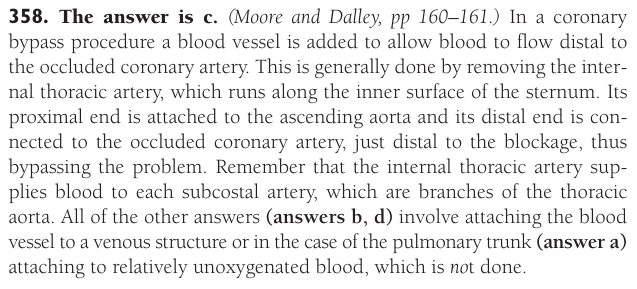 358. The answer is c. (Moore and Dalley, pp 160–161.) In a coronary
bypass procedure a blood vessel is added to allow blood to flow distal to
the occluded coronary artery. This is generally done by removing the inter-
nal thoracic artery, which runs along the inner surface of the sternum. Its
proximal end is attached to the ascending aorta and its distal end is con-
nected to the occluded coronary artery, just distal to the blockage, thus
bypassing the problem. Remember that the internal thoracic artery sup-
plies blood to each subcostal artery, which are branches of the thoracic
aorta. All of the other answers (answers b, d) involve attaching the blood
vessel to a venous structure or in the case of the pulmonary trunk (answer a)
attaching to relatively unoxygenated blood, which is not done.